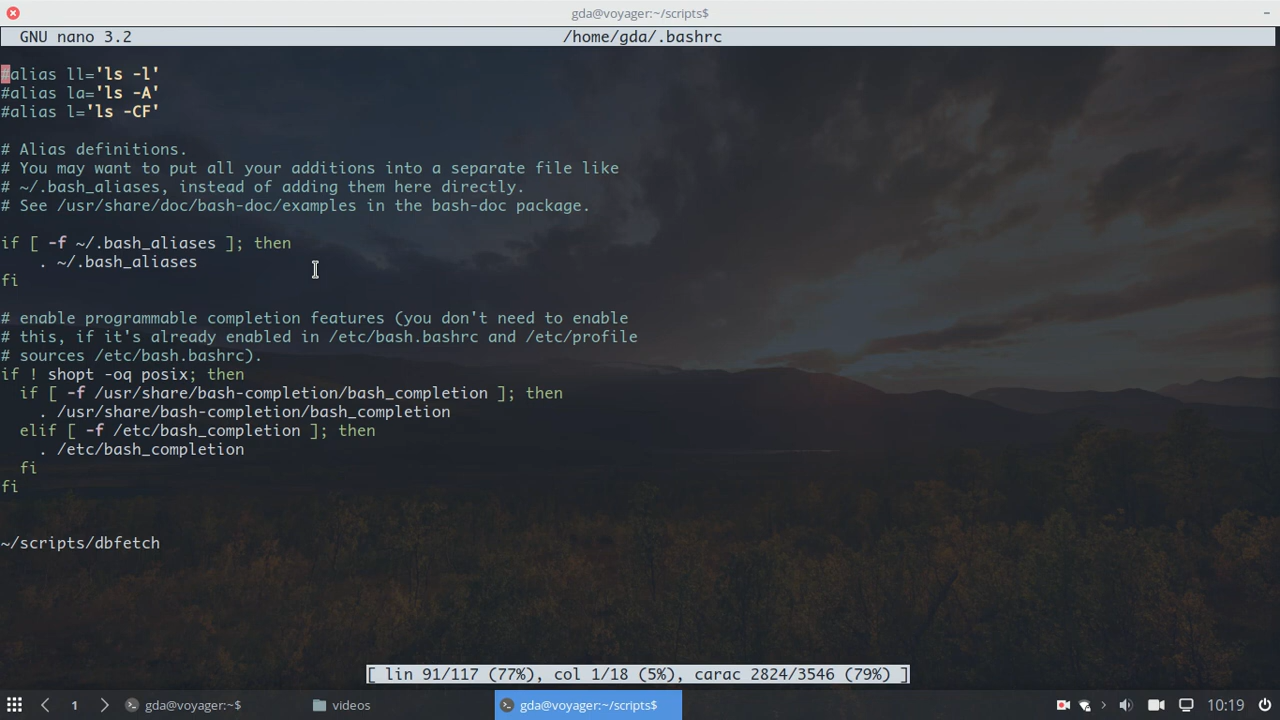 gda@voyager:~/scripts$
GNU nano 3.2 /home/gda/.bashrc
#alias ll='ls -l'
#alias la='ls -A'
#alias l='ls -CF'
# Alias definitions.
# You may want to put all your additions into a separate file like
# ~/.bash_aliases, instead of adding them here directly.
# See /usr/share/doc/bash-doc/examples in the bash-doc package.
if [ -f ~/.bash_aliases ]; then
    . ~/.bash_aliases
fi
# enable programmable completion features (you don't need to enable
# this, if it's already enabled in /etc/bash.bashrc and /etc/profile
# sources /etc/bash.bashrc).
if ! shopt -oq posix; then
  if [ -f /usr/share/bash-completion/bash_completion ]; then
    . /usr/share/bash-completion/bash_completion
  elif [ -f /etc/bash_completion ]; then
    . /etc/bash_completion
  fi
fi
~/scripts/dbfetch
[ lin 91/117 (77%), col 1/18 (5%), carac 2824/3546 (79%) ]
1 gda@voyager:~$ videos gda@voyager:~/scripts$ 10:19